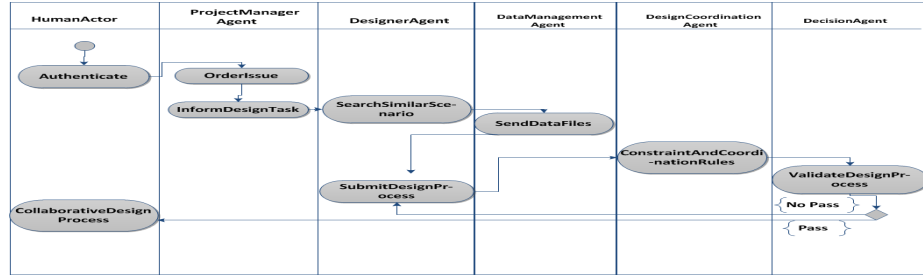 HumanActor
ProjectManager
Agent
DesignerAgent
DataManagement
Agent
DesignCoordination
Agent
DecisionAgent
Authenticate
OrderIssue
InformDesignTask
SearchSimilarSce-
nario
SendDataFiles
ConstraintAndCoordi
-nationRules
ValidateDesignPr-
ocess
SubmitDesignPr-
ocess
CollaborativeDesign
Process
{ No Pass }
{ Pass }